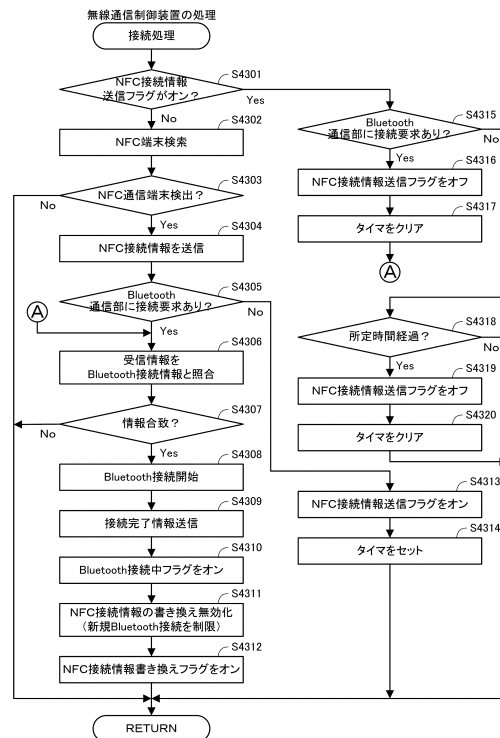 無線通信制御装置の処理
接続処理
NFC接続情報
送信フラグがオン？
S4301
Yes
No
S4302
NFC端末検索
S4303
NFC通信端末検出？
No
Yes
S4304
NFC接続情報を送信
S4305
Bluetooth
通信部に接続要求あり？
No
Yes
A
S4306
受信情報を
Bluetooth接続情報と照合
S4307
情報合致？
No
Yes
S4308
Bluetooth接続開始
S4309
接続完了情報送信
S4310
Bluetooth接続中フラグをオン
S4311
NFC接続情報の書き換え無効化
（新規Bluetooth接続を制限）
S4312
NFC接続情報書き換えフラグをオン
RETURN
S4315
Bluetooth
通信部に接続要求あり？
No
Yes
S4316
NFC接続情報送信フラグをオフ
S4317
タイマをクリア
A
S4318
所定時間経過？
No
Yes
S4319
NFC接続情報送信フラグをオフ
S4320
タイマをクリア
S4313
NFC接続情報送信フラグをオン
S4314
タイマをセット